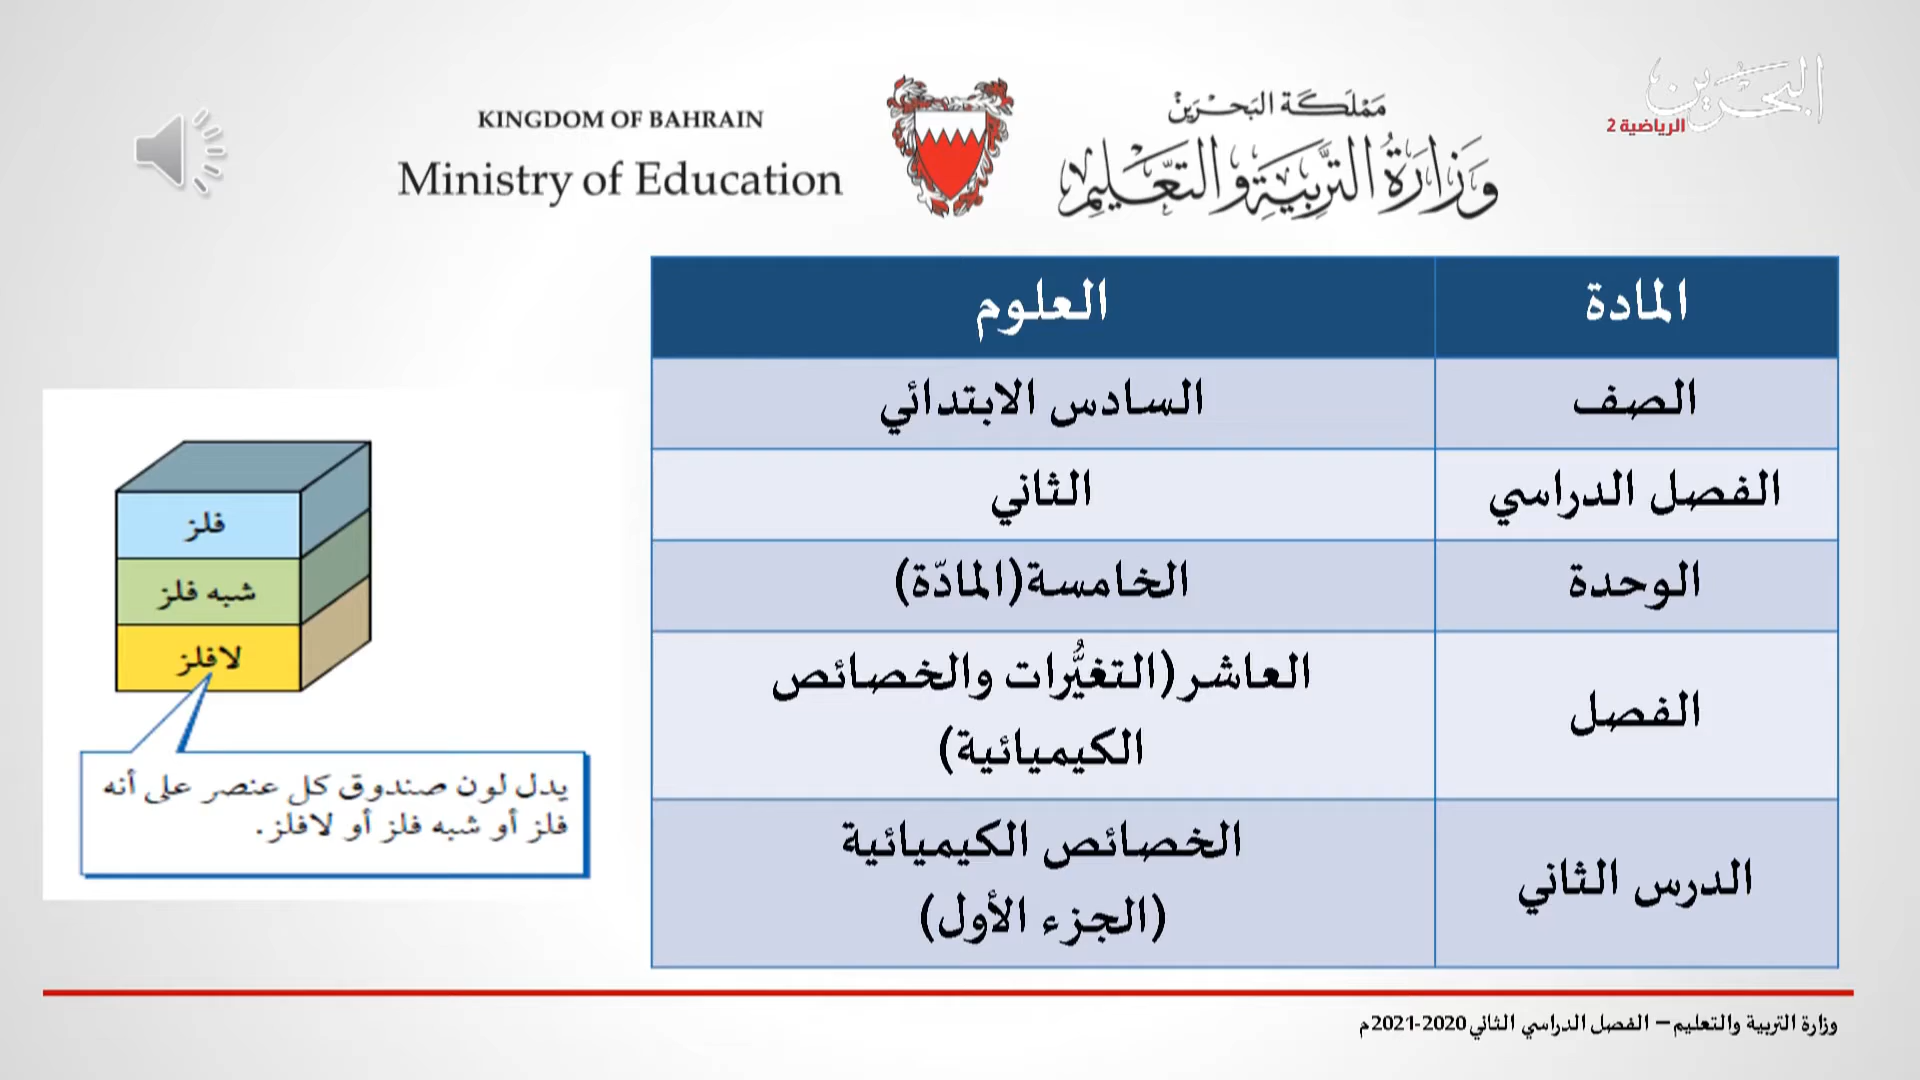 البحرين
الرياضية 2
KINGDOM OF BAHRAIN
Ministry of Education
مَمْلَكَة البَحْرَيْن
وَزَارَةُ التَّرْبِيَةِ وَالتَّعْلِيم
المادة
العلوم
الصف
السادس الابتدائي
الفصل الدراسي
الثاني
الوحدة
الخامسة(المادّة)
الفصل
العاشر(التغيُّرات والخصائص
الكيميائية)
الدرس الثاني
الخصائص الكيميائية
(الجزء الأول)
فلز
شبه فلز
لافلز
يدل لون صندوق كل عنصر على أنه
فلز أو شبه فلز أو لافلز.
وزارة التربية والتعليم – الفصل الدراسي الثاني 2020-2021م